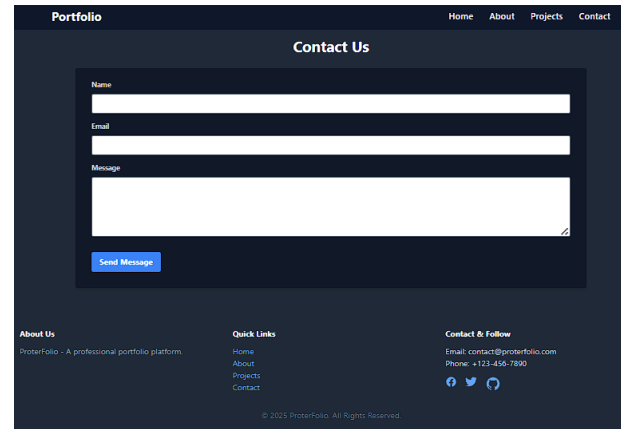 Portfolio
Home About Projects Contact
Contact Us
Name
Email
Message
Send Message
About Us
ProterFolio - A professional portfolio platform.
Quick Links
Home
About
Projects
Contact
Contact & Follow
Email: contact@proterfolio.com
Phone: +123-456-7890
© 2025 ProterFolio. All Rights Reserved.